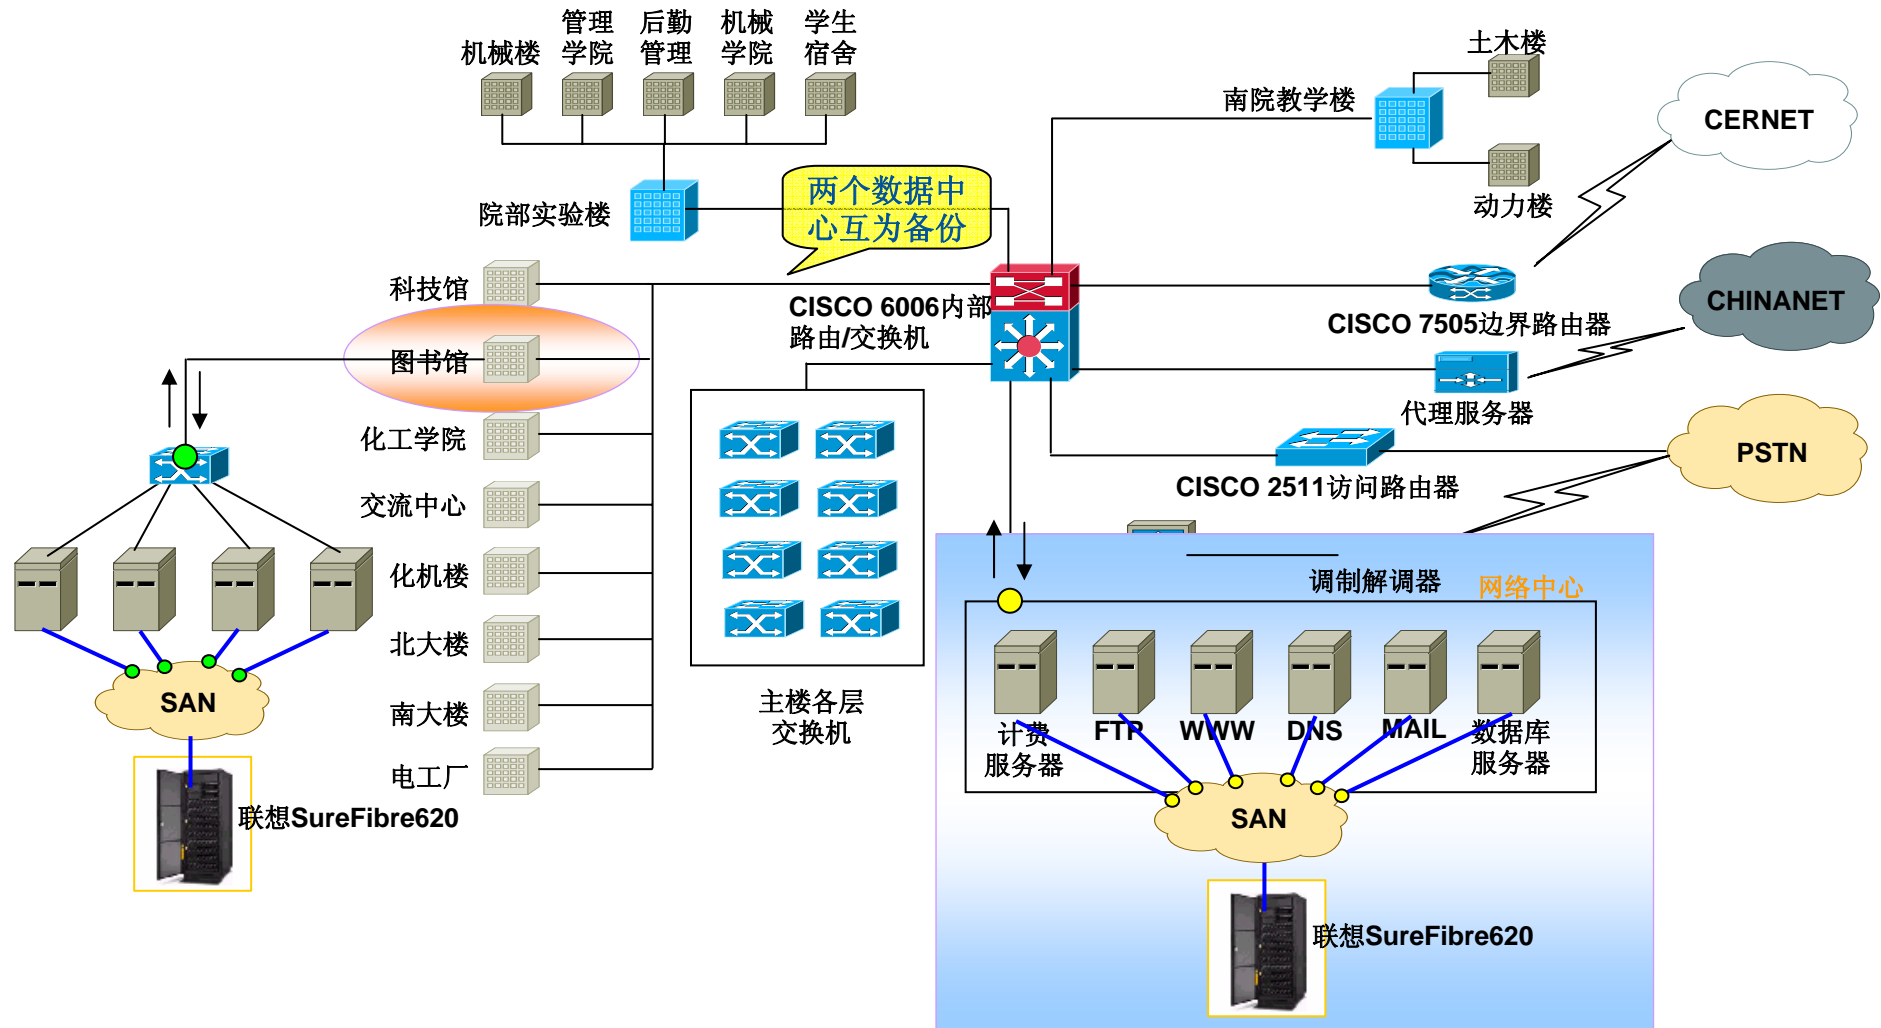 机械楼
管理
学院
后勤
管理
机械
学院
学生
宿舍
土木楼
南院教学楼
动力楼
CERNET
院部实验楼
两个数据中
心互为备份
科技馆
CISCO 6006内部
路由/交换机
CISCO 7505边界路由器
CHINANET
图书馆
代理服务器
化工学院
PSTN
CISCO 2511访问路由器
交流中心
化机楼
调制解调器
网络中心
北大楼
SAN
南大楼
主楼各层
交换机
计费
服务器
FTP
WWW
DNS
MAIL
数据库
服务器
电工厂
联想SureFibre620
SAN
联想SureFibre620